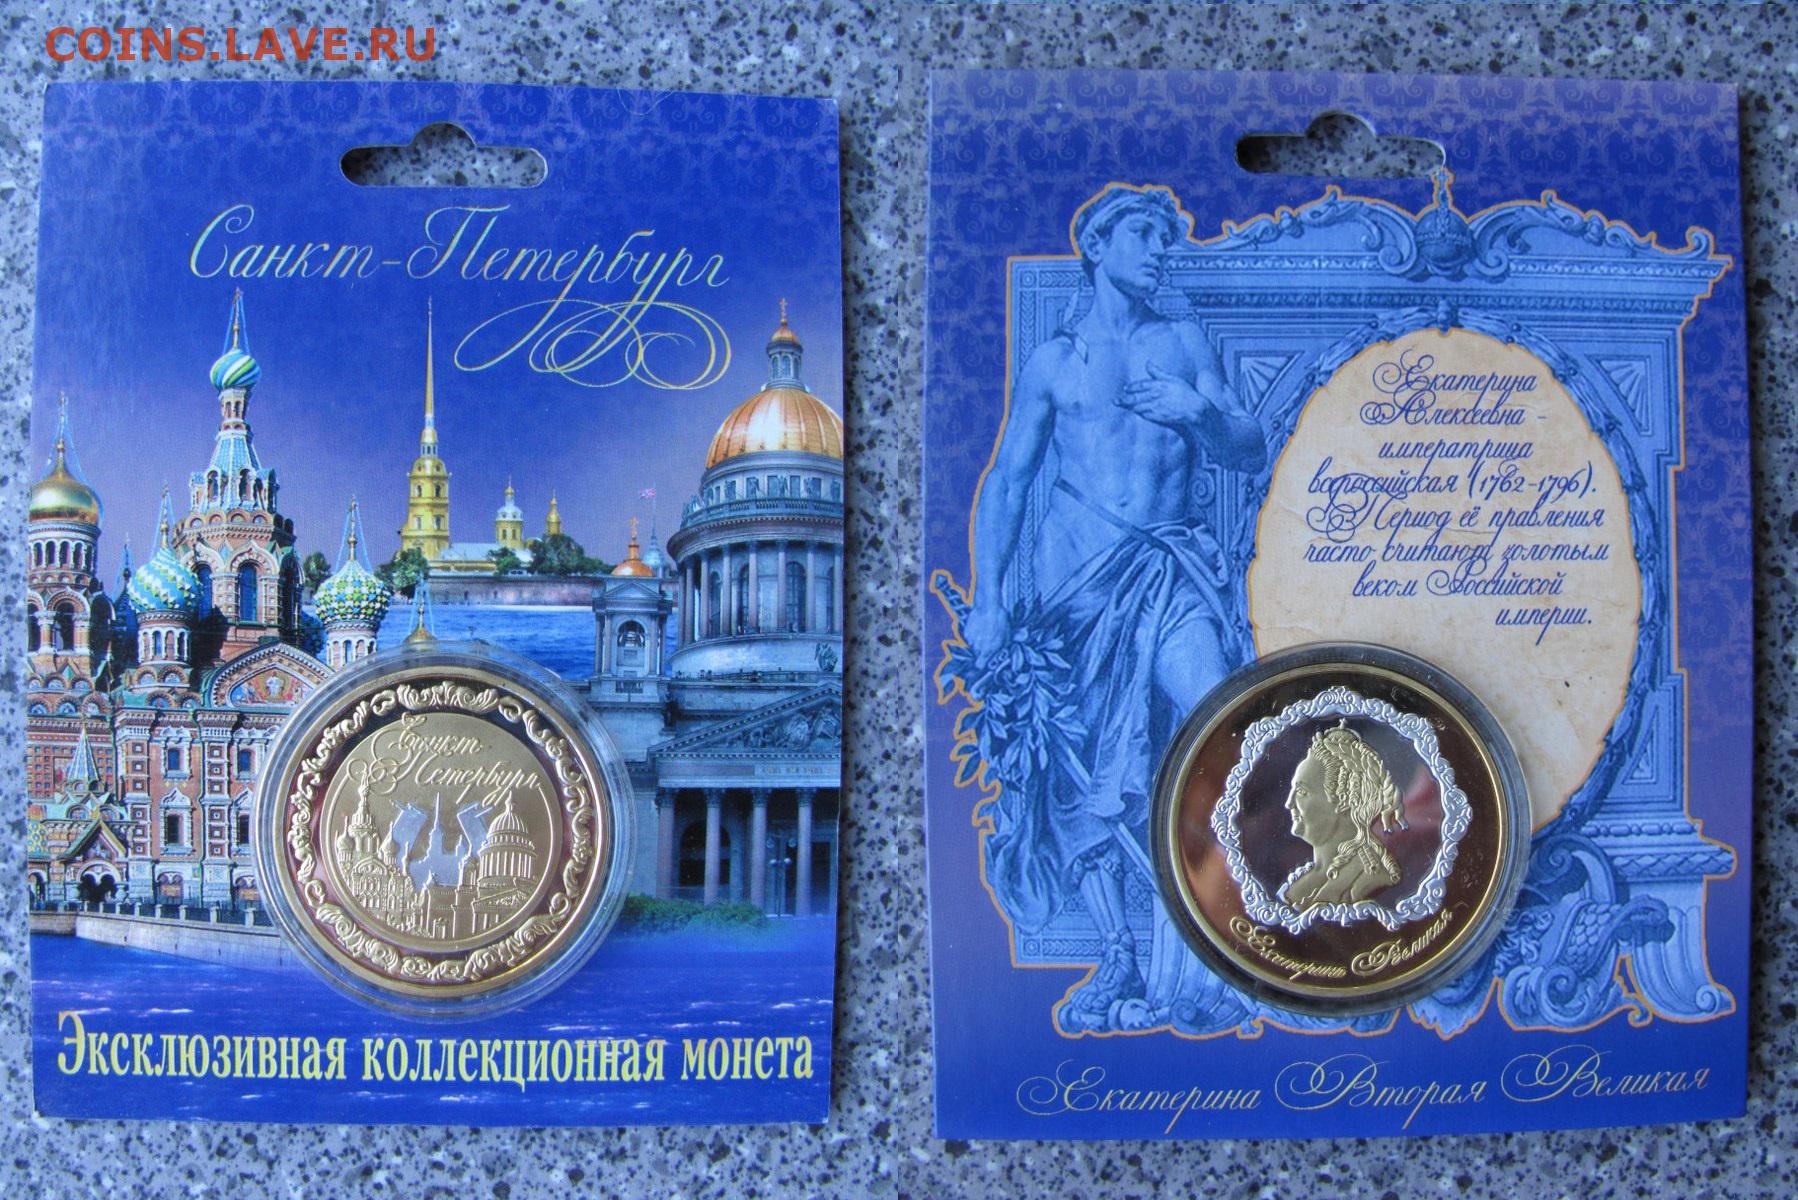 COINS.LAVE.RU
Санкт-Петербург
Санкт-
Петербург
Эксклюзивная коллекционная монета
Екатерина
Алексеевна -
императрица
всероссийская (1762-1796).
Период её правления
часто считают золотым
веком Российской
империи.
Екатерина Великая
Екатерина Вторая Великая